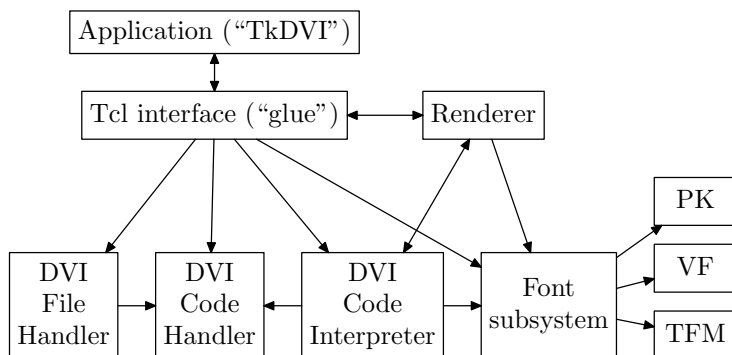 Application (“TkDVI”)
Tcl interface (“glue”)
Renderer
PK
VF
TFM
DVI
File
Handler
DVI
Code
Handler
DVI
Code
Interpreter
Font
subsystem